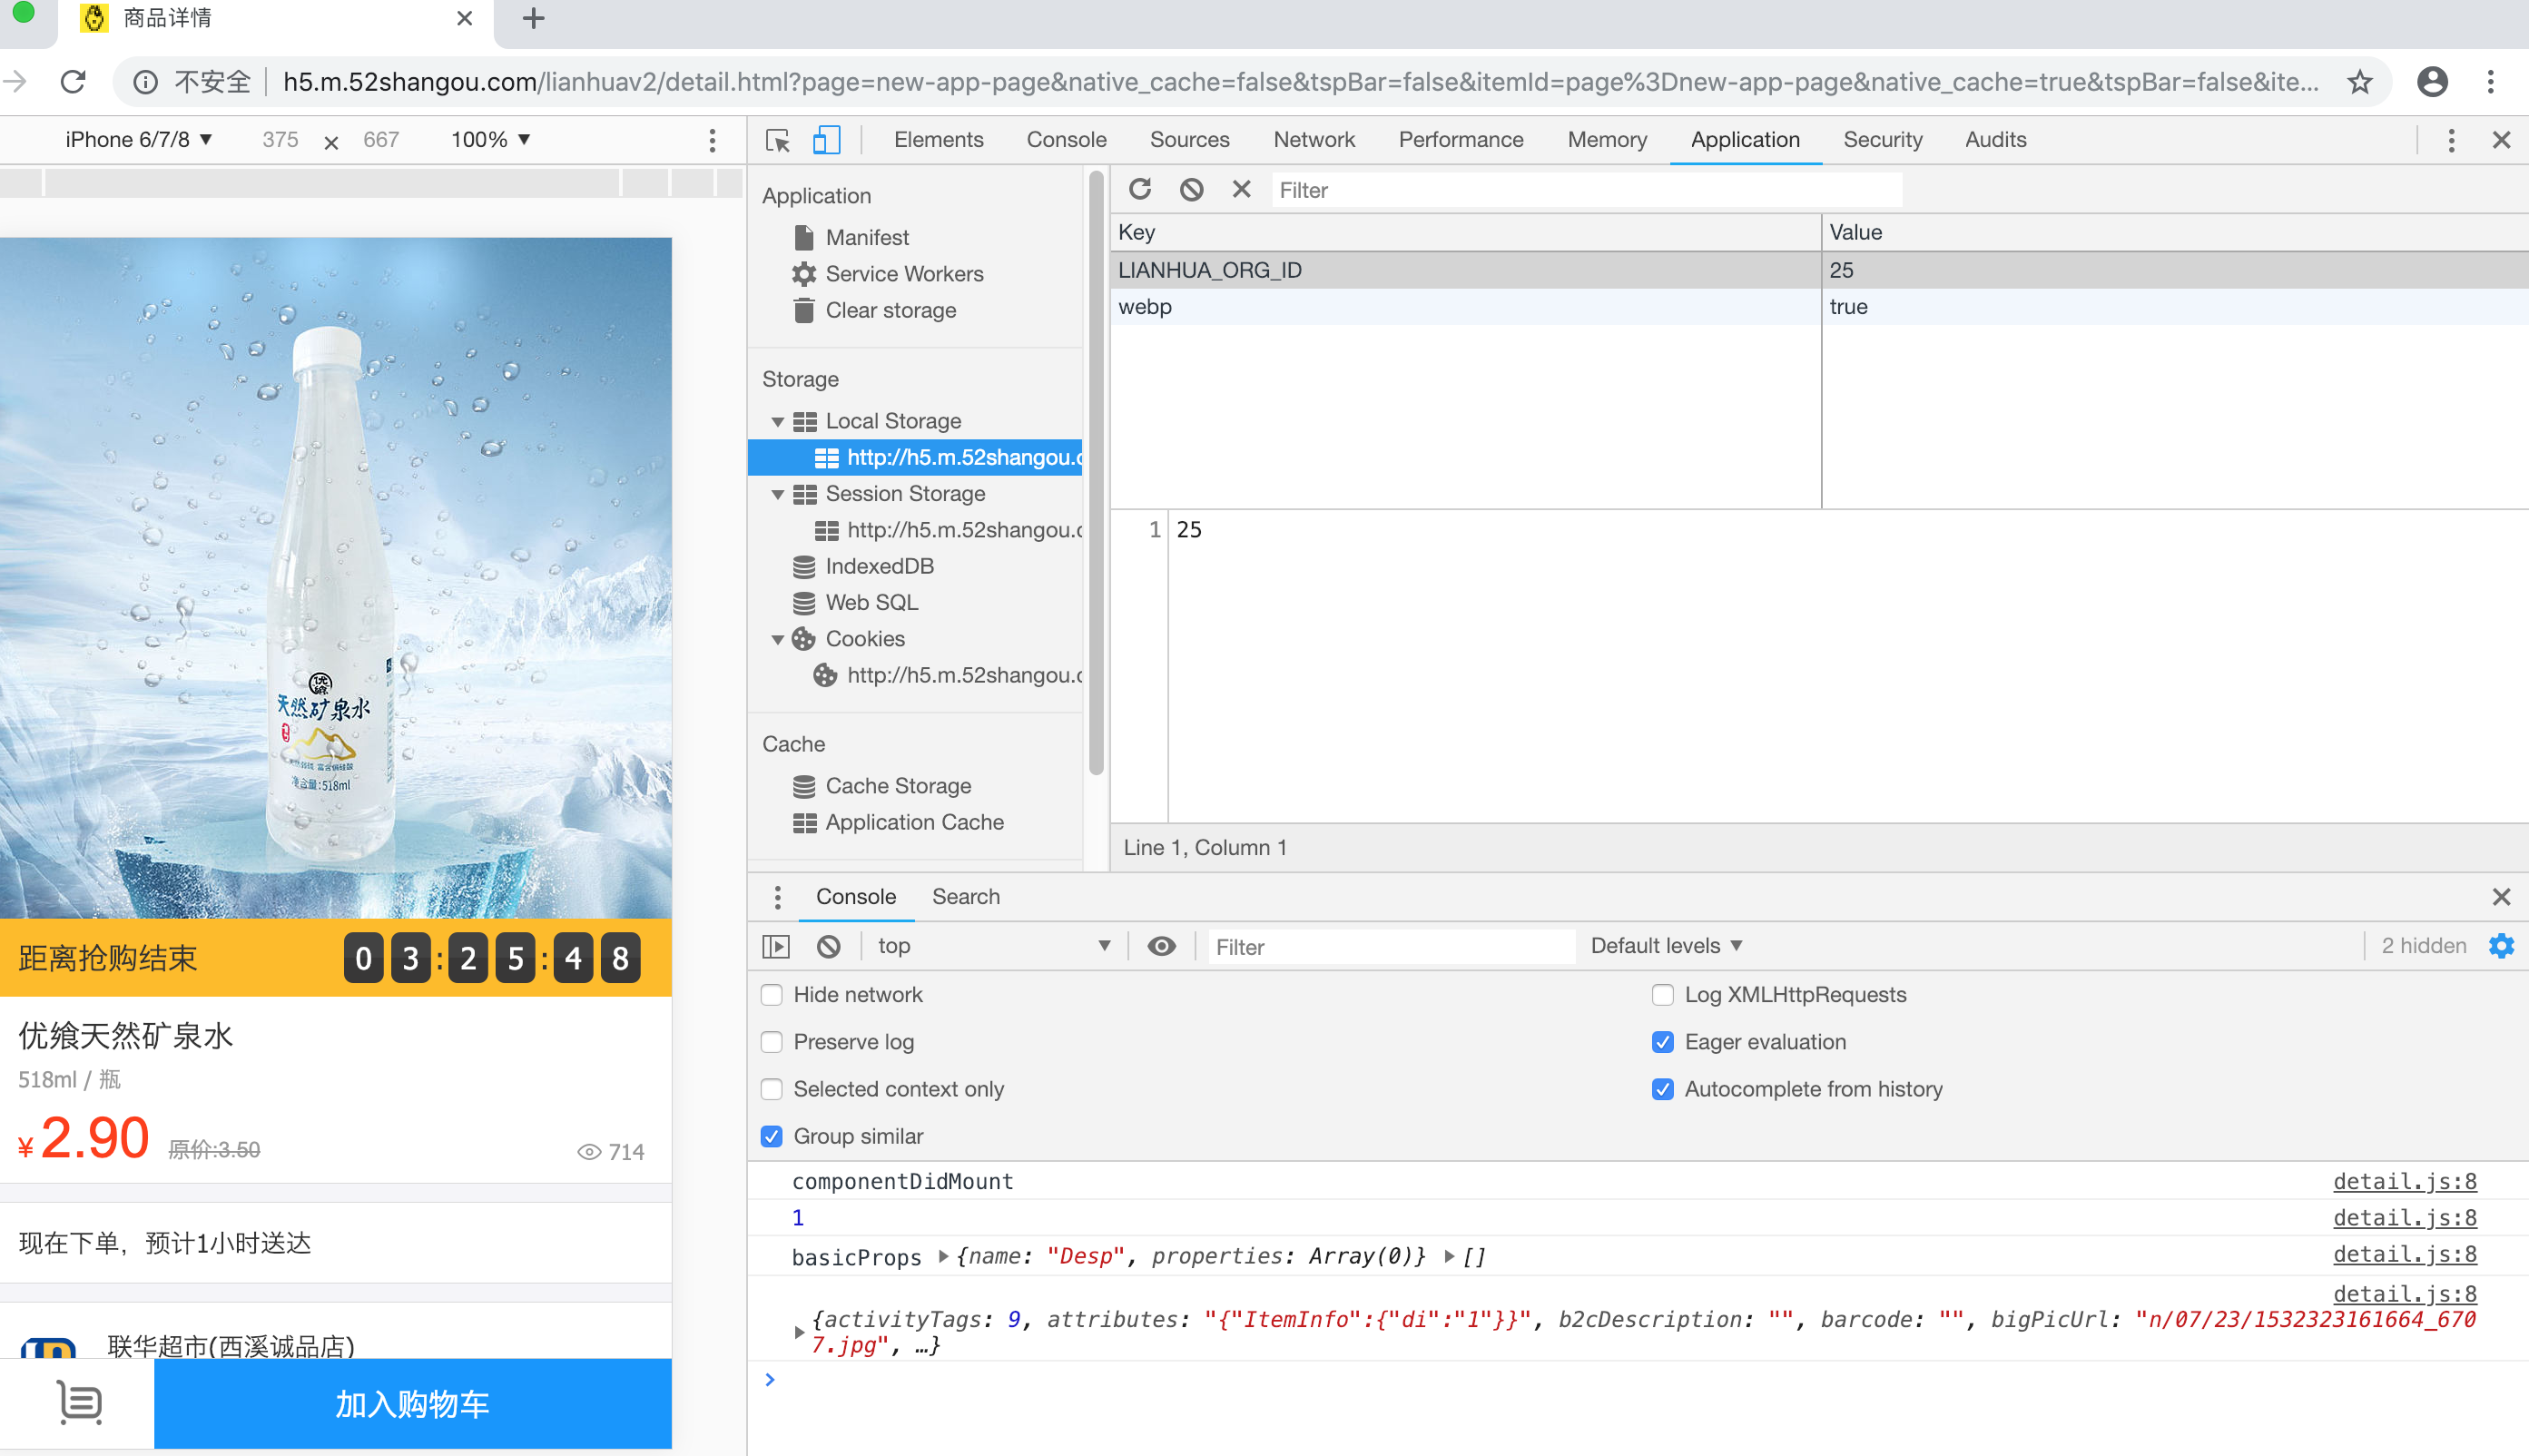 商品详情
不安全 h5.m.52shangou.com/lianhuav2/detail.html?page=new-app-page&native_cache=false&tspBar=false&itemId=page%3Dnew-app-page&native_cache=true&tspBar=false&ite...
iPhone 6/7/8 ▼ 375 × 667 100% ▼
Elements Console Sources Network Performance Memory Application Security Audits
Application
Manifest
Service Workers
Clear storage
Storage
Local Storage
http://h5.m.52shangou.c
Session Storage
http://h5.m.52shangou.c
IndexedDB
Web SQL
Cookies
http://h5.m.52shangou.c
Cache
Cache Storage
Application Cache
Filter
Key Value
LIANHUA_ORG_ID 25
webp true
1 25
Line 1, Column 1
优飨
天然矿泉水
净含量:518ml
距离抢购结束 03:25:48
优飨天然矿泉水
518ml / 瓶
¥2.90 原价:3.50 714
现在下单，预计1小时送达
联华超市(西溪诚品店)
加入购物车
Console Search
top ▼ Filter Default levels ▼ 2 hidden
Hide network Log XMLHttpRequests
Preserve log Eager evaluation
Selected context only Autocomplete from history
Group similar
componentDidMount detail.js:8
1 detail.js:8
basicProps ▶{name: "Desp", properties: Array(0)} ▶[] detail.js:8
detail.js:8
▶{activityTags: 9, attributes: "{"ItemInfo":{"di":"1"}}", b2cDescription: "", barcode: "", bigPicUrl: "n/07/23/1532323161664_670
7.jpg", …}